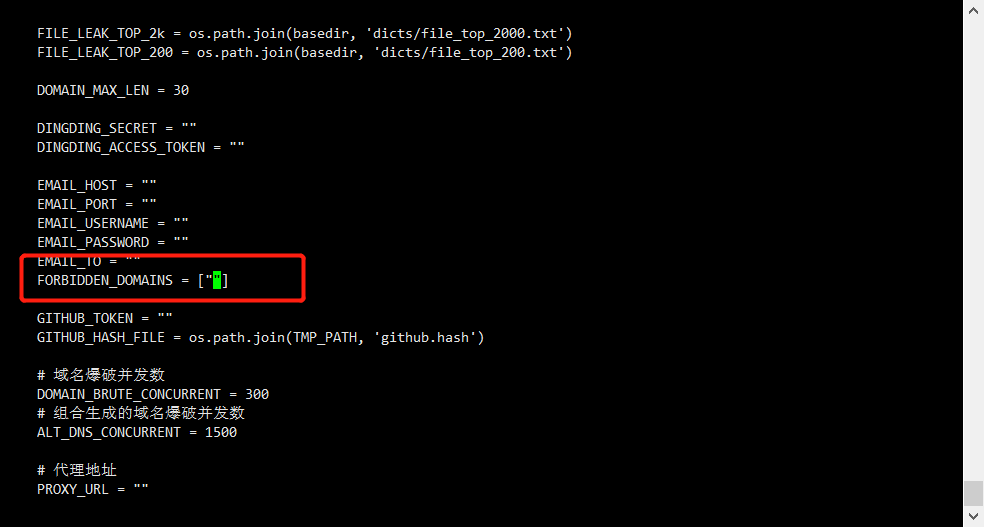 FILE_LEAK_TOP_2k = os.path.join(basedir, 'dicts/file_top_2000.txt')
FILE_LEAK_TOP_200 = os.path.join(basedir, 'dicts/file_top_200.txt')
DOMAIN_MAX_LEN = 30
DINGDING_SECRET = ""
DINGDING_ACCESS_TOKEN = ""
EMAIL_HOST = ""
EMAIL_PORT = ""
EMAIL_USERNAME = ""
EMAIL_PASSWORD = ""
EMAIL_TO = ""
FORBIDDEN_DOMAINS = [""]
GITHUB_TOKEN = ""
GITHUB_HASH_FILE = os.path.join(TMP_PATH, 'github.hash')
# 域名爆破并发数
DOMAIN_BRUTE_CONCURRENT = 300
# 组合生成的域名爆破并发数
ALT_DNS_CONCURRENT = 1500
# 代理地址
PROXY_URL = ""